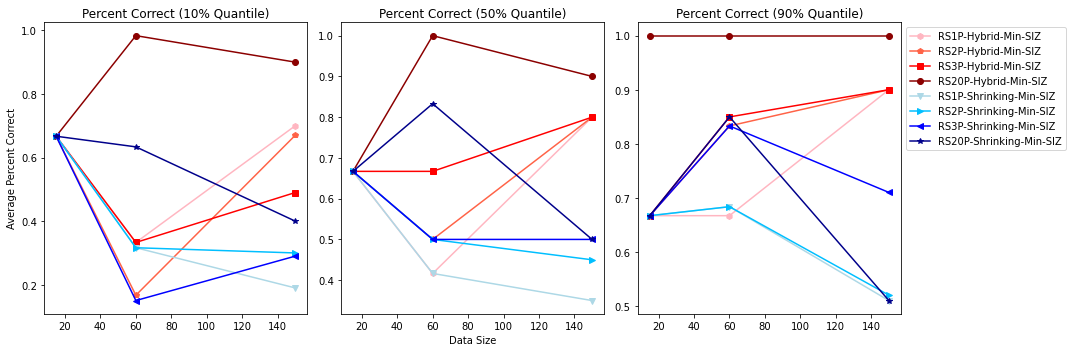 Percent Correct (10% Quantile)
Percent Correct (50% Quantile)
Percent Correct (90% Quantile)
Average Percent Correct
1.0
0.8
0.6
0.4
0.2
20 40 60 80 100 120 140
1.0
0.9
0.8
0.7
0.6
0.5
0.4
20 40 60 80 100 120 140
Data Size
1.0
0.9
0.8
0.7
0.6
0.5
20 40 60 80 100 120 140
RS1P-Hybrid-Min-SIZ
RS2P-Hybrid-Min-SIZ
RS3P-Hybrid-Min-SIZ
RS20P-Hybrid-Min-SIZ
RS1P-Shrinking-Min-SIZ
RS2P-Shrinking-Min-SIZ
RS3P-Shrinking-Min-SIZ
RS20P-Shrinking-Min-SIZ